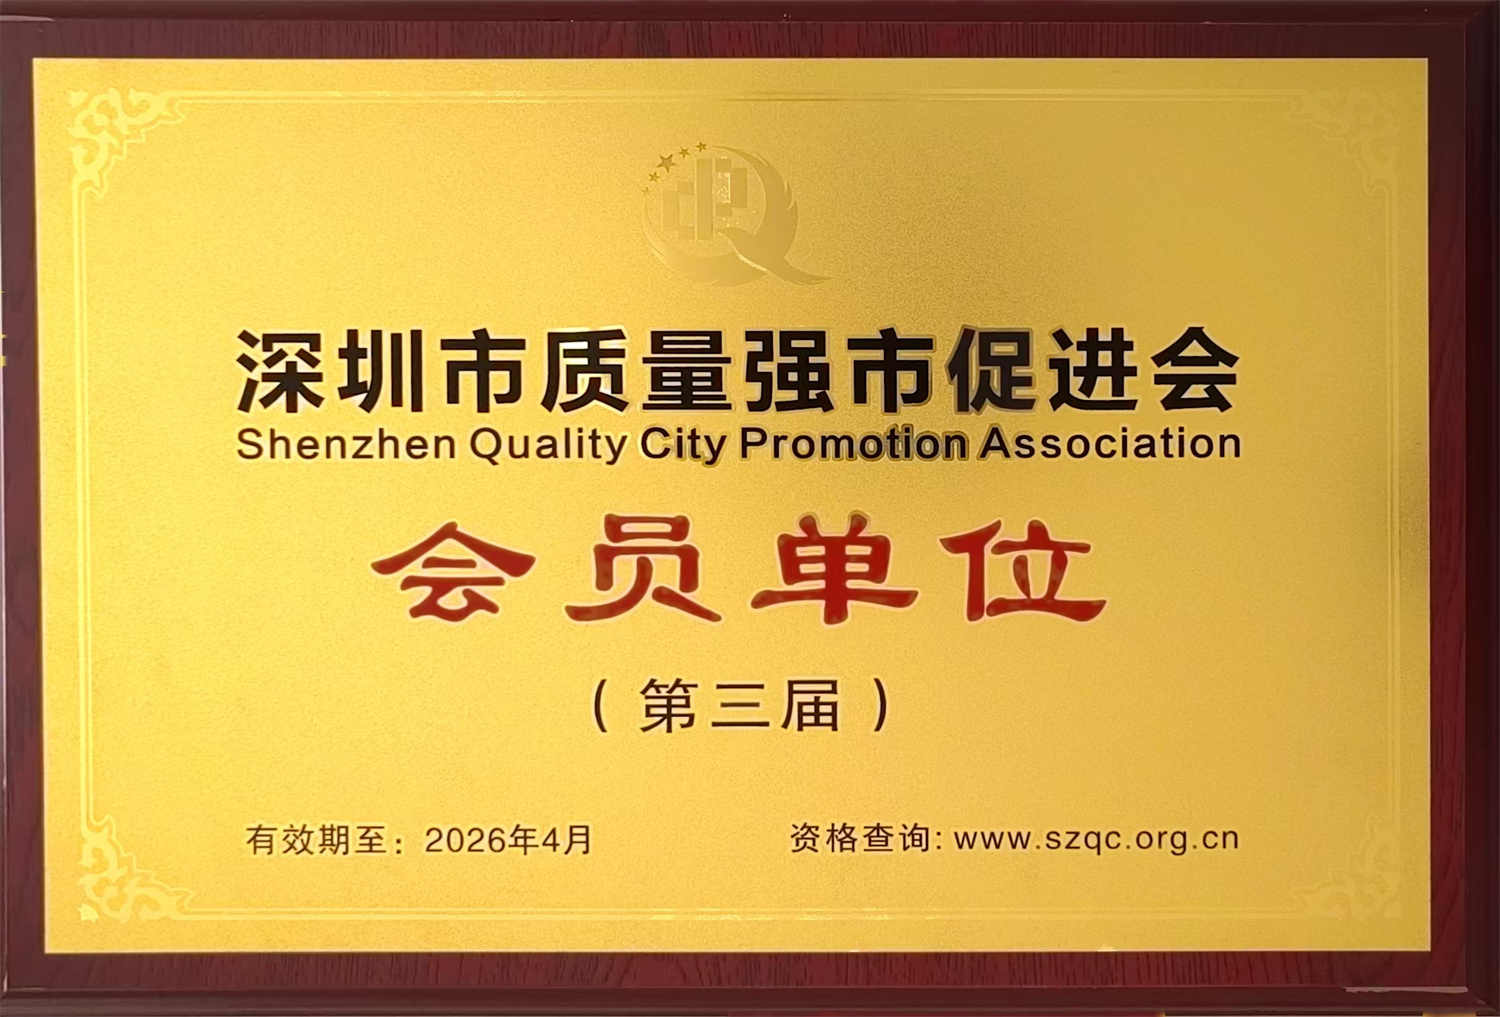 深圳市质量强市促进会
Shenzhen Quality City Promotion Association
会员单位
（第三届）
有效期至：2026年4月
资格查询: www.szqc.org.cn